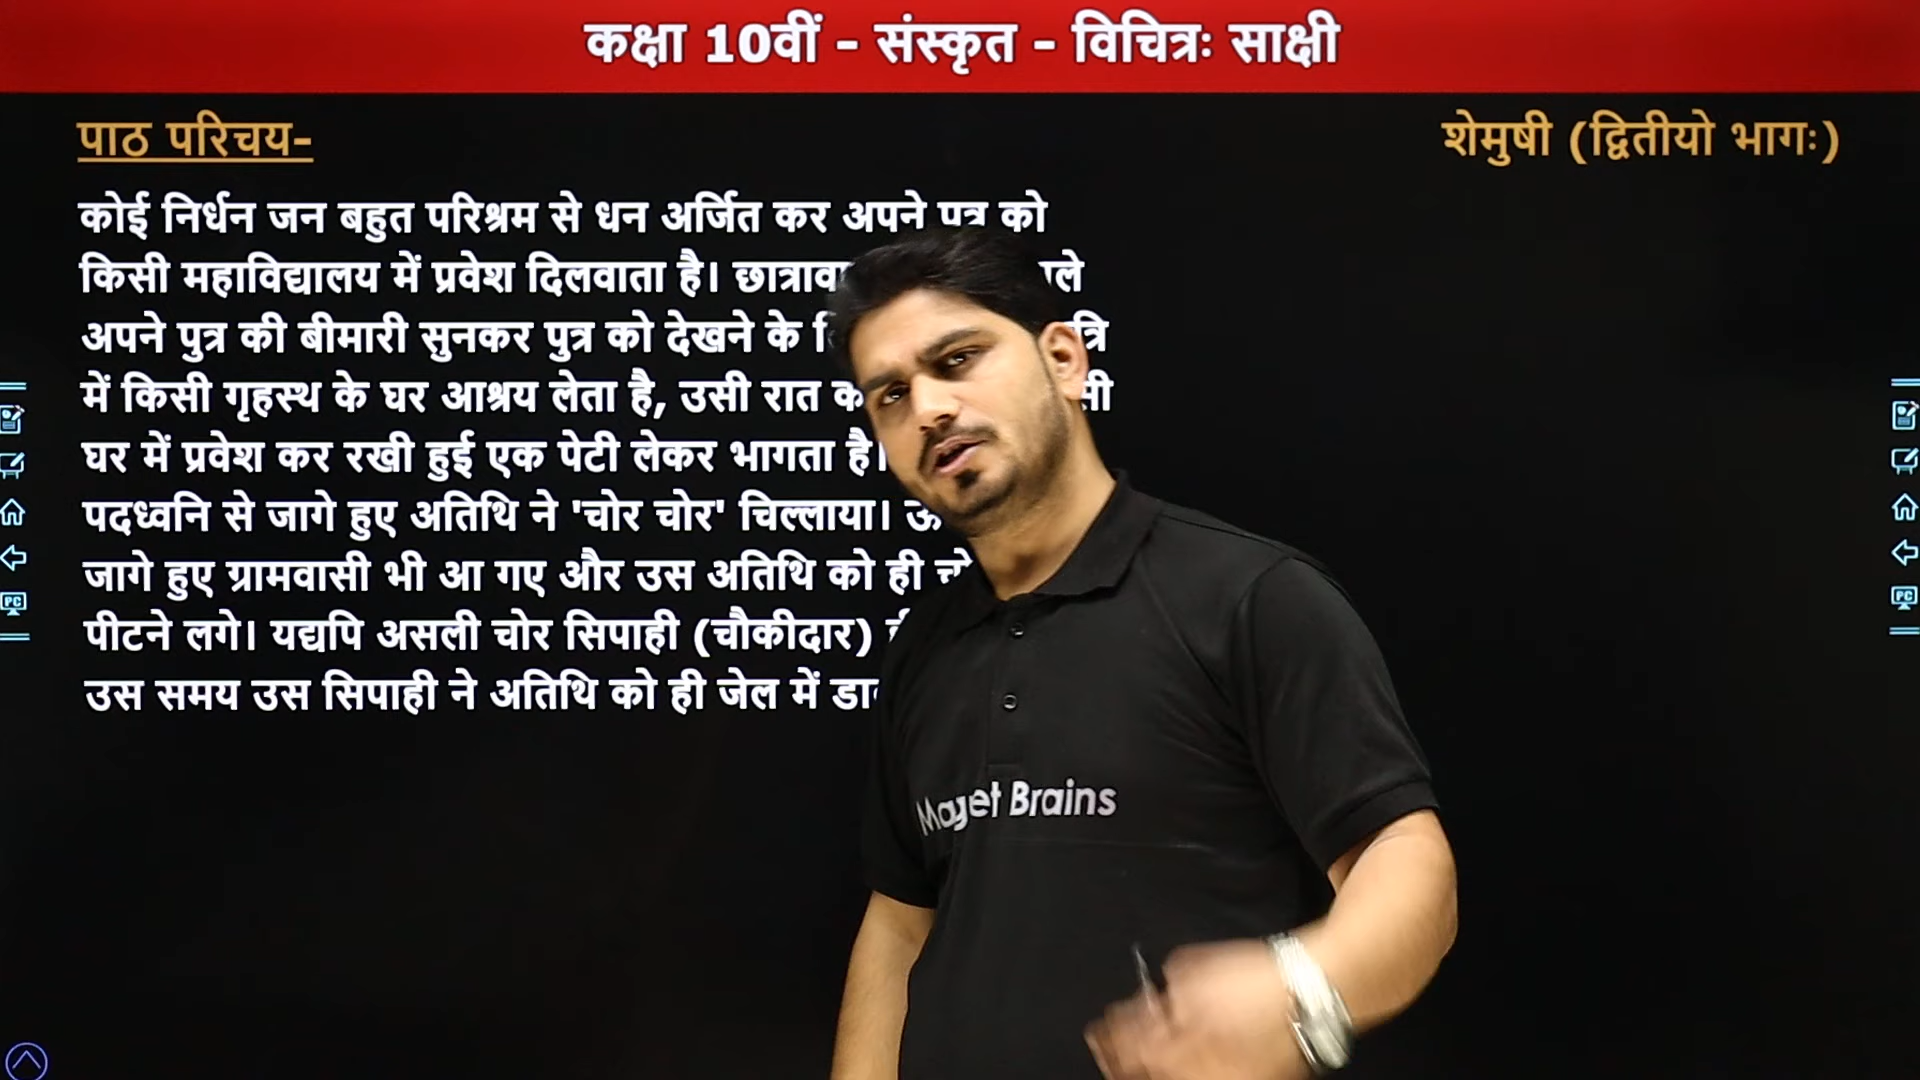 कक्षा 10वीं - संस्कृत - विचित्रः साक्षी
पाठ परिचय-
शेमुषी (द्वितीयो भागः)
कोई निर्धन जन बहुत परिश्रम से धन अर्जित कर अपने पुत्र को
किसी महाविद्यालय में प्रवेश दिलवाता है।
अपने पुत्र की बीमारी सुनकर पुत्र को देखने के
में किसी गृहस्थ के घर आश्रय लेता है, उसी रात
घर में प्रवेश कर रखी हुई एक पेटी लेकर भागता है।
पदध्वनि से जागे हुए अतिथि ने 'चोर चोर' चिल्लाया।
जागे हुए ग्रामवासी भी आ गए और उस अतिथि को ही
पीटने लगे। यद्यपि असली चोर सिपाही (चौकीदार)
उस समय उस सिपाही ने अतिथि को ही जेल में
Magnet Brains
PC
PC